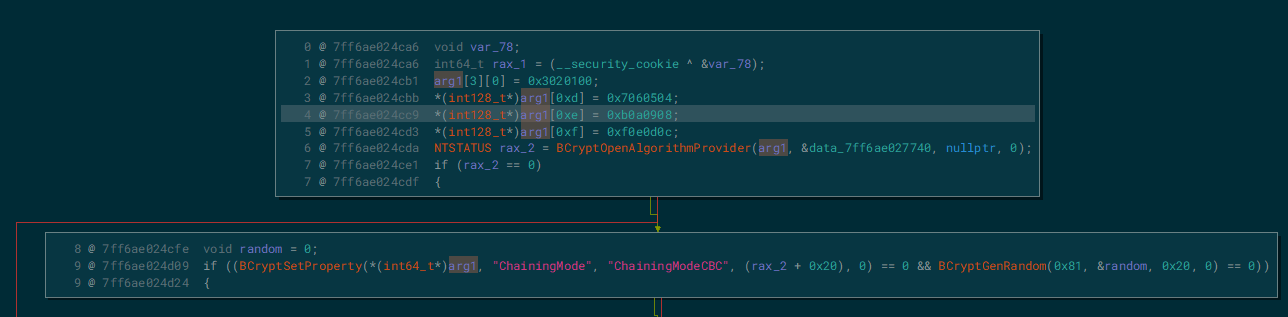 0 @ 7ff6ae024ca6 void var_78;
1 @ 7ff6ae024ca6 int64_t rax_1 = (__security_cookie ^ &var_78);
2 @ 7ff6ae024cb1 arg1[3][0] = 0x3020100;
3 @ 7ff6ae024cbb *(int128_t*)arg1[0xd] = 0x7060504;
4 @ 7ff6ae024cc9 *(int128_t*)arg1[0xe] = 0xb0a0908;
5 @ 7ff6ae024cd3 *(int128_t*)arg1[0xf] = 0xf0e0d0c;
6 @ 7ff6ae024cda NTSTATUS rax_2 = BCryptOpenAlgorithmProvider(arg1, &data_7ff6ae027740, nullptr, 0);
7 @ 7ff6ae024ce1 if (rax_2 == 0)
7 @ 7ff6ae024cdf {
8 @ 7ff6ae024cfe void random = 0;
9 @ 7ff6ae024d09 if ((BCryptSetProperty(*(int64_t*)arg1, "ChainingMode", "ChainingModeCBC", (rax_2 + 0x20), 0) == 0 && BCryptGenRandom(0x81, &random, 0x20, 0) == 0))
9 @ 7ff6ae024d24 {